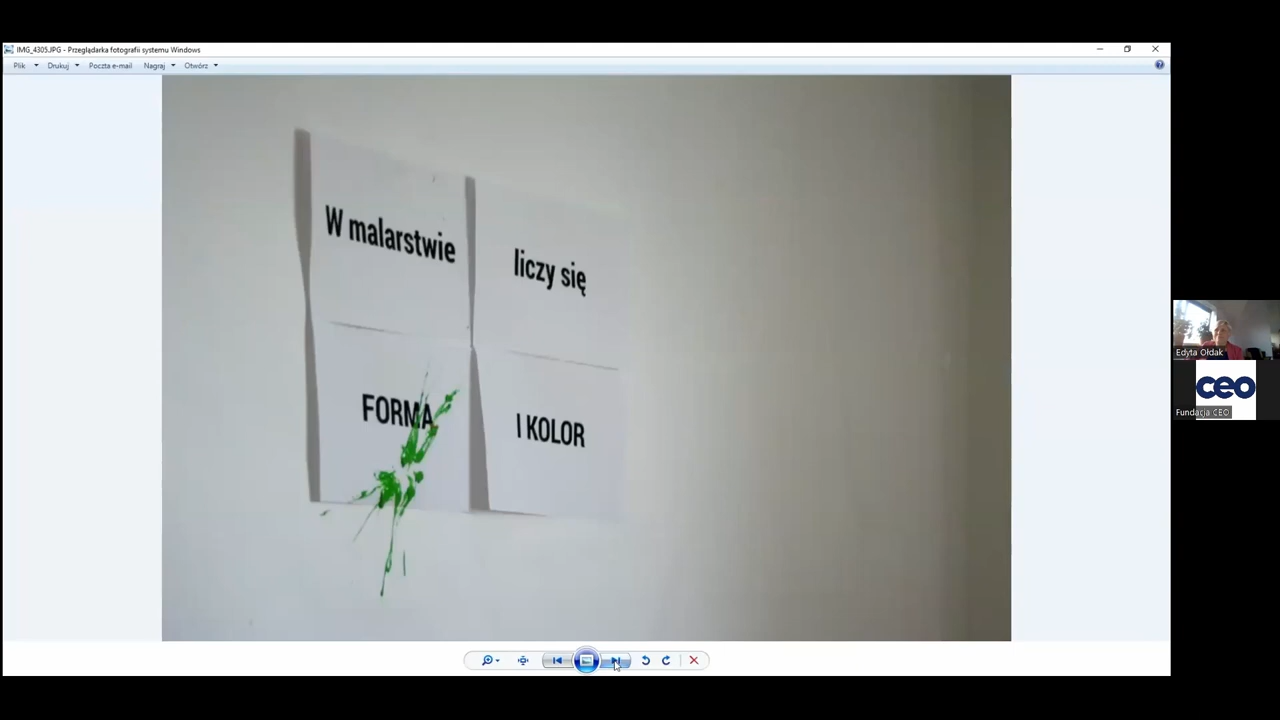 IMG_4305.JPG - Przeglądarka fotografii systemu Windows
Plik Drukuj Poczta e-mail Nagraj Otwórz
W malarstwie
liczy się
FORMA
I KOLOR
Edyta Ołdak
ceo
Fundacja CEO